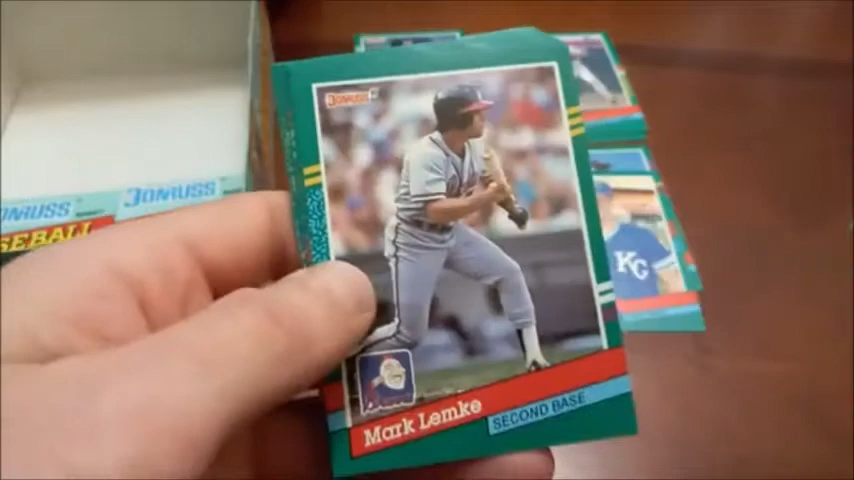 DONRUSS
DONRUSS
DONRUSS
SEBALL
KC
Mark Lemke
SECOND BASE